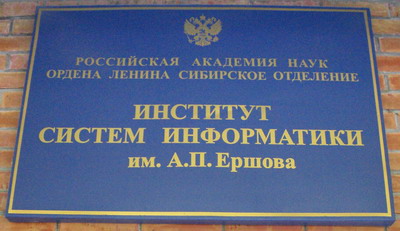 РОССИЙСКАЯ АКАДЕМИЯ НАУК
ОРДЕНА ЛЕНИНА СИБИРСКОЕ ОТДЕЛЕНИЕ
ИНСТИТУТ
СИСТЕМ ИНФОРМАТИКИ
им. А.П. Ершова